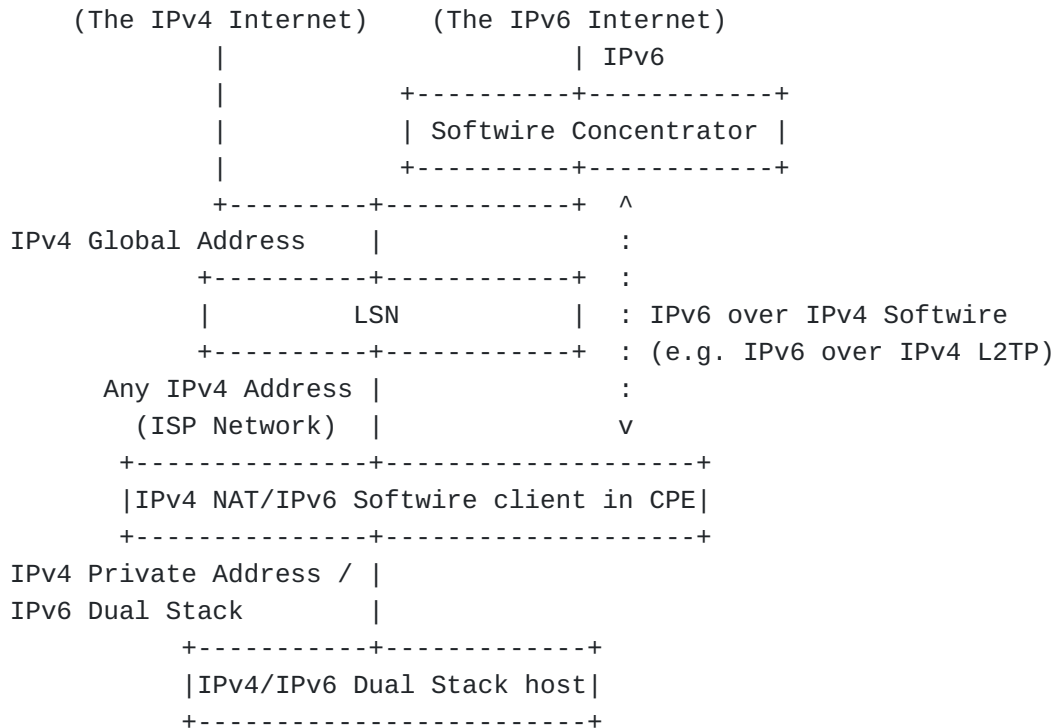 (The IPv4 Internet)    (The IPv6 Internet)
| IPv6
Softwire Concentrator
^
IPv4 Global Address
LSN : IPv6 over IPv4 Softwire
: (e.g. IPv6 over IPv4 L2TP)
Any IPv4 Address
(ISP Network) v
|IPv4 NAT/IPv6 Softwire client in CPE|
IPv4 Private Address /
IPv6 Dual Stack
|IPv4/IPv6 Dual Stack host|